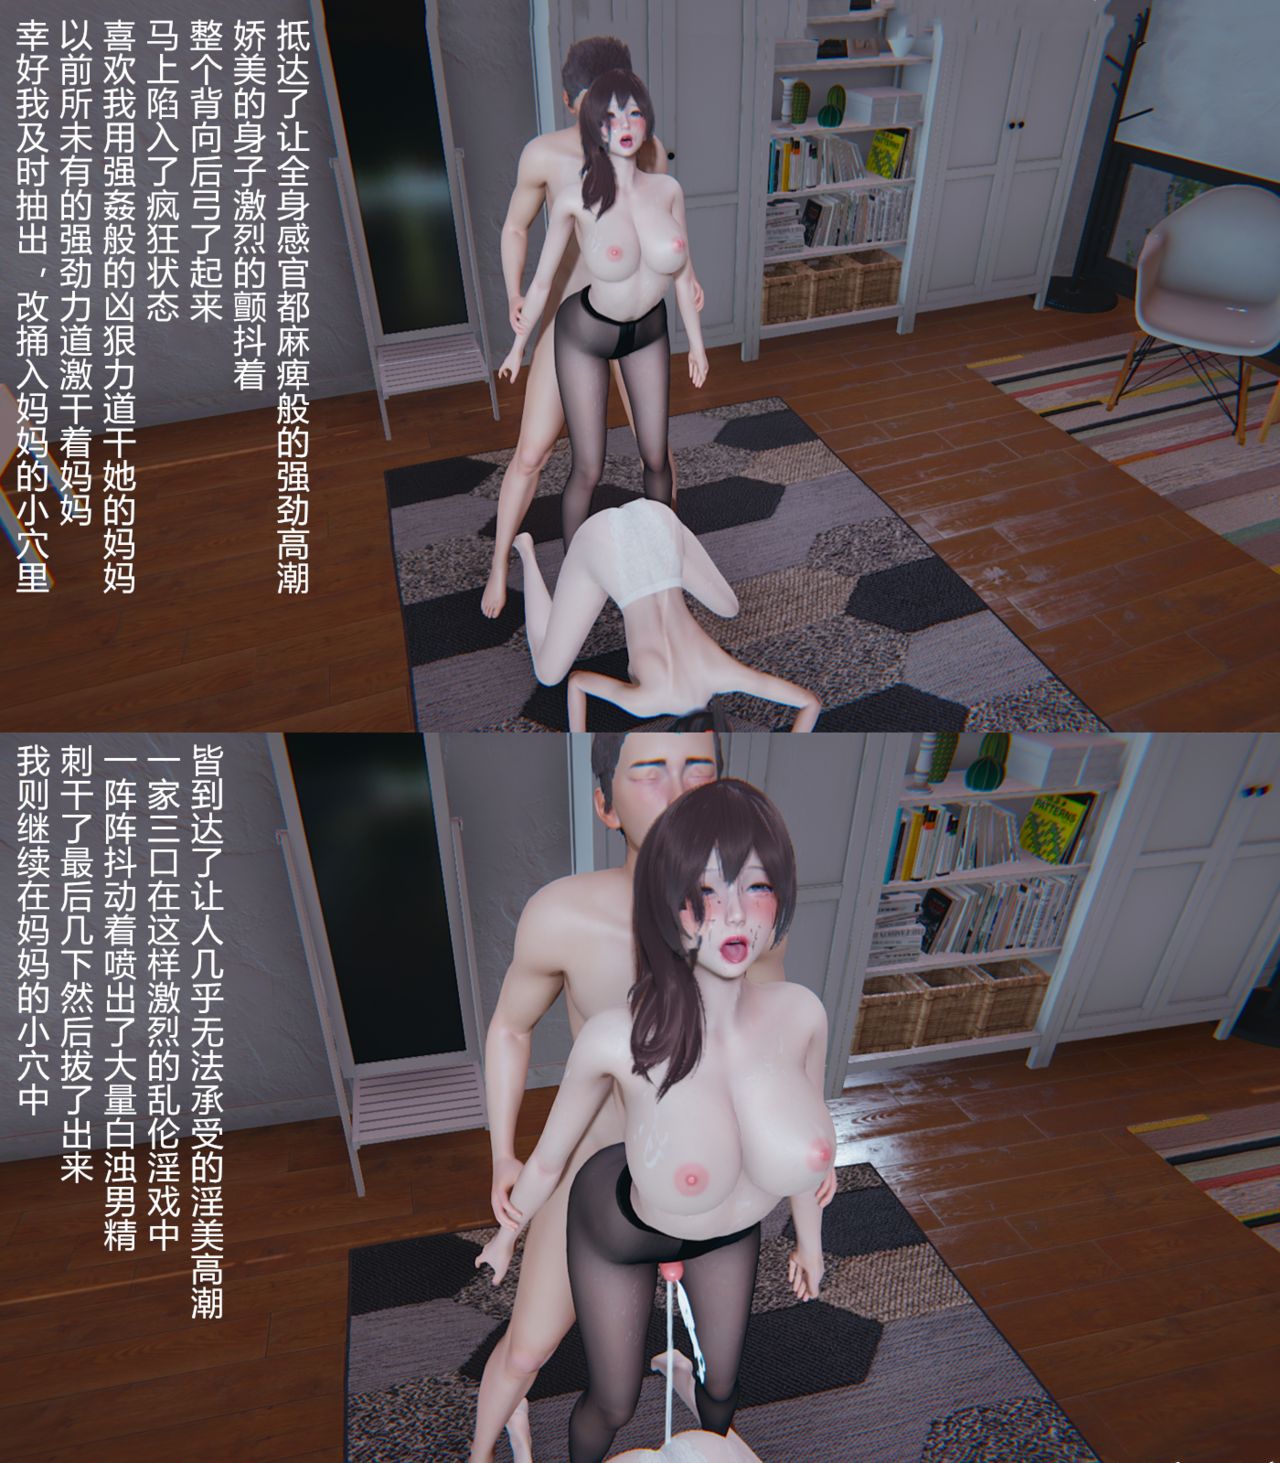 幸好我及时抽出，改捅入妈妈的小穴里
以前所未有的强劲力道激干着妈妈
喜欢我用强姦般的凶狠力道干她的妈妈
马上陷入了疯狂状态
整个背向后弓了起来
娇美的身子激烈的颤抖着
抵达了让全身感官都麻痺般的强劲高潮
我则继续在妈妈的小穴中
刺干了最后几下然后拔了出来
一阵阵抖动着喷出了大量白浊男精
一家三口在这样激烈的乱伦淫戏中
皆到达了让人几乎无法承受的淫美高潮
PATTERNS